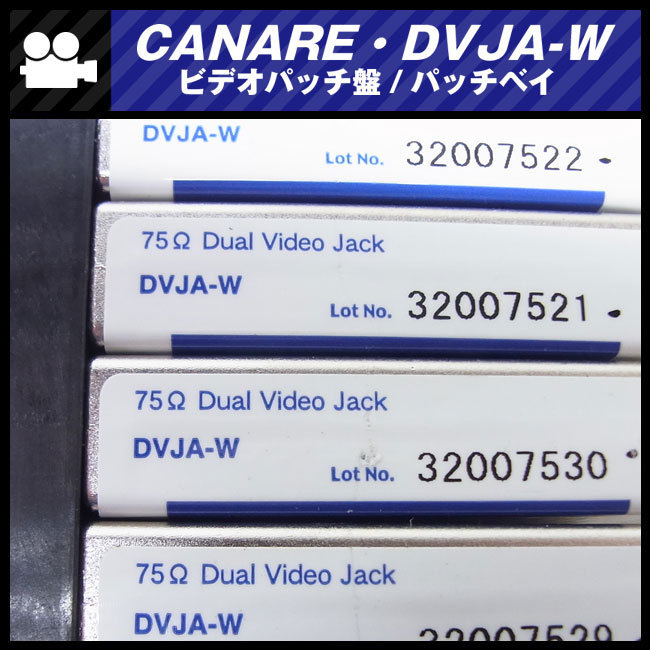 CANARE・DVJA-W
ビデオパッチ盤 / パッチベイ
DVJA-W
Lot No. 32007522
75Ω Dual Video Jack
DVJA-W
Lot No. 32007521
75Ω Dual Video Jack
DVJA-W
Lot No. 32007530
75Ω Dual Video Jack
DVJA-W
32007529